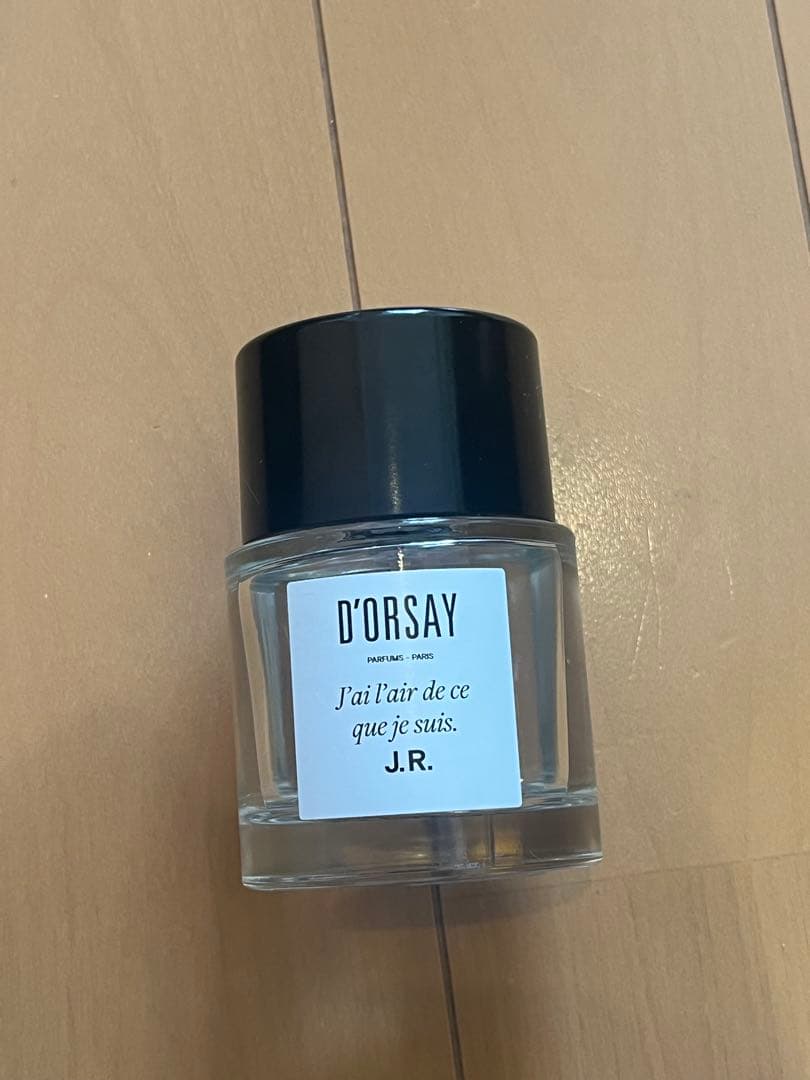 D'ORSAY
PARFUMS - PARIS
J'ai l'air de ce
que je suis.
J.R.